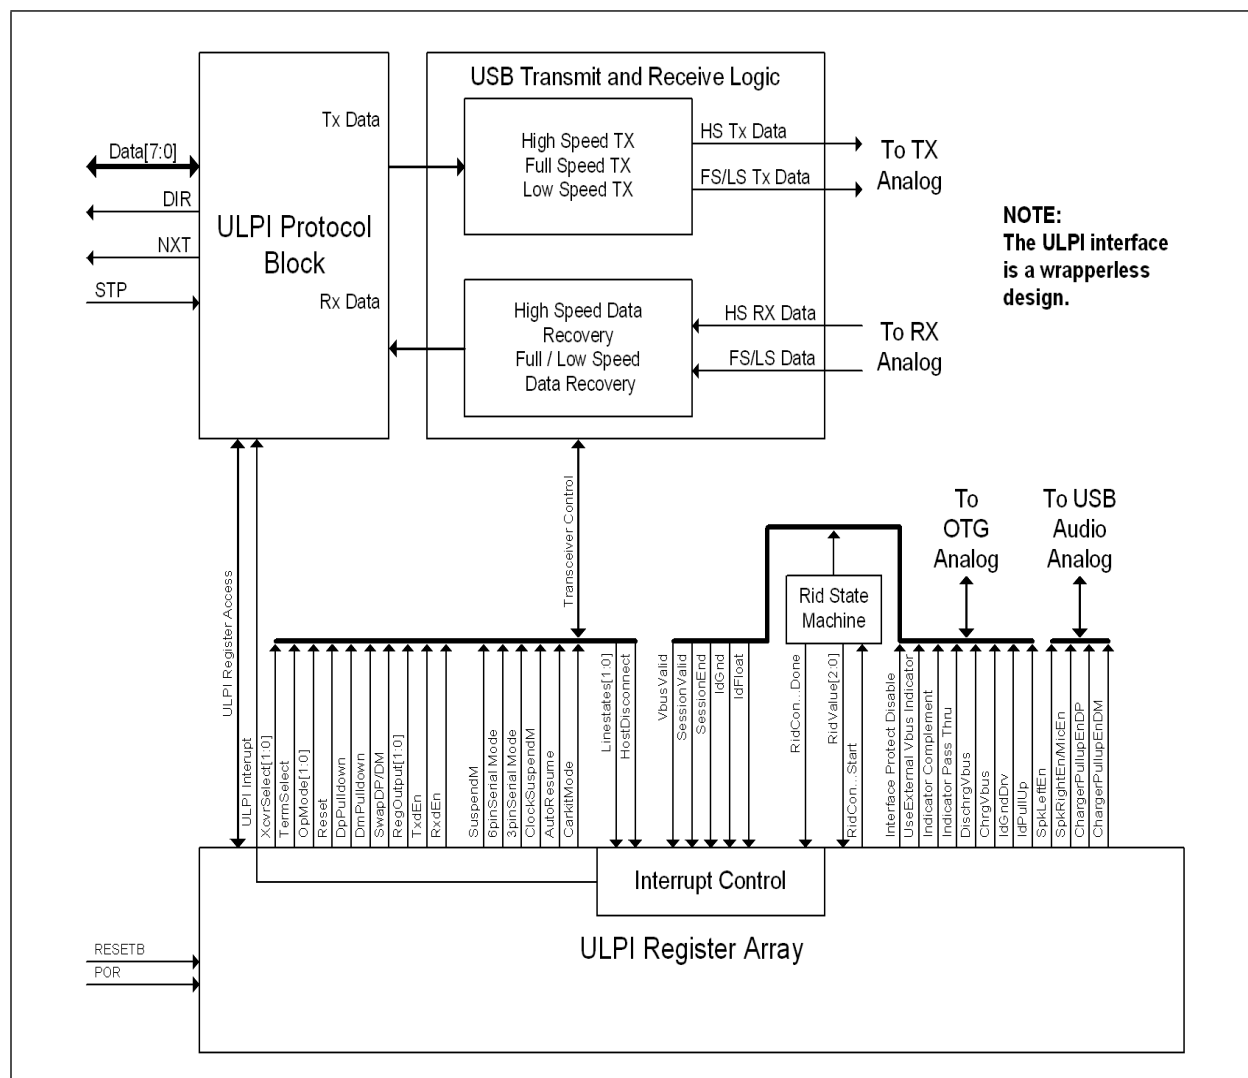 USB Transmit and Receive Logic
Tx Data
High Speed TX
Full Speed TX
Low Speed TX
HS Tx Data
FS/LS Tx Data
To TX
Analog
Data[7:0]
DIR
NXT
STP
ULPI Protocol
Block
Rx Data
High Speed Data
Recovery
Full / Low Speed
Data Recovery
HS RX Data
FS/LS Data
To RX
Analog
NOTE:
The ULPI interface
is a wrapperless
design.
ULPI Register Access
ULPI Interupt
Transceiver Control
To
OTG
Analog
To USB
Audio
Analog
Rid State
Machine
XcvrSelect[1:0]
TermSelect
OpMode[1:0]
Reset
DpPulldown
DmPulldown
SwapDP/DM
RegOutput[1:0]
TxdEn
RxdEn
SuspendM
6pinSerial Mode
3pinSerial Mode
ClockSuspendM
AutoResume
CarkitMode
Linestates[1:0]
HostDisconnect
VbusValid
SessionValid
SessionEnd
IdGnd
IdFloat
RidCon...Done
RidValue[2:0]
RidCon...Start
Interface Protect Disable
UseExternal Vbus Indicator
Indicator Complement
Indicator Pass Thru
DischrgVbus
ChrgVbus
IdGndDrv
IdPullUp
SpkLeftEn
SpkRightEn/MicEn
ChargerPullupEnDP
ChargerPullupEnDM
Interrupt Control
ULPI Register Array
RESETB
POR